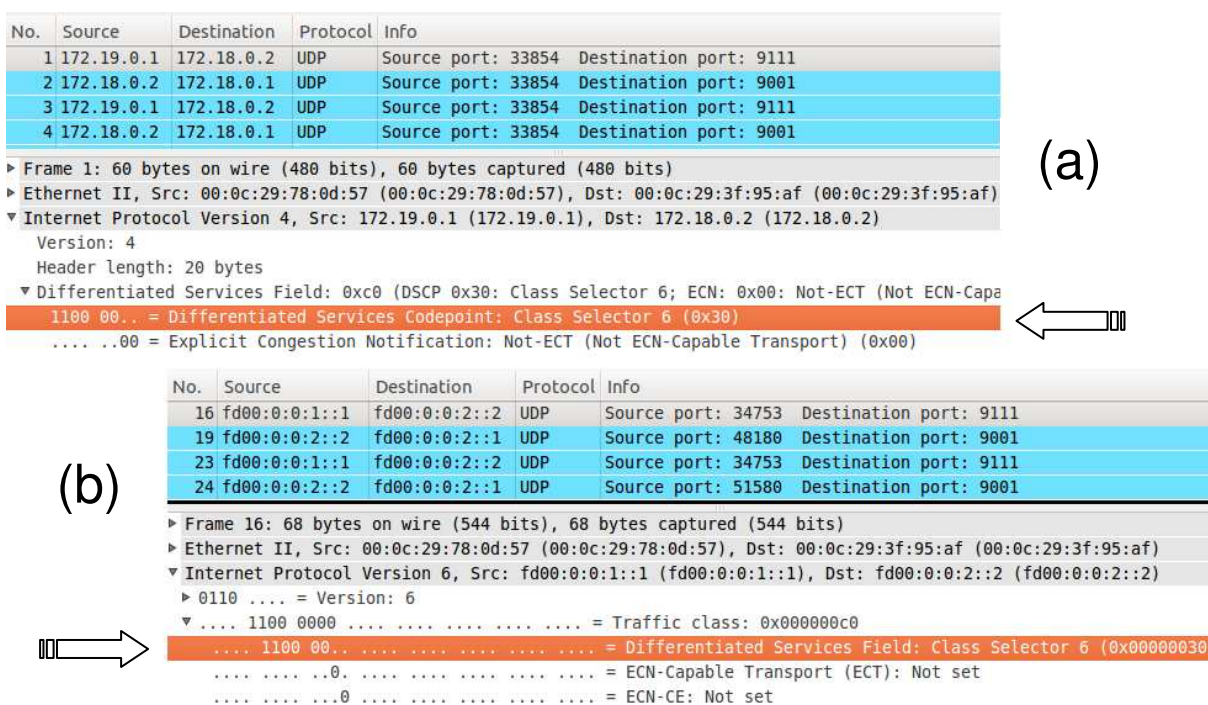 No. Source Destination Protocol Info
1 172.19.0.1 172.18.0.2 UDP Source port: 33854 Destination port: 9111
2 172.18.0.2 172.18.0.1 UDP Source port: 33854 Destination port: 9001
3 172.19.0.1 172.18.0.2 UDP Source port: 33854 Destination port: 9111
4 172.18.0.2 172.18.0.1 UDP Source port: 33854 Destination port: 9001
(a)
Frame 1: 60 bytes on wire (480 bits), 60 bytes captured (480 bits)
Ethernet II, Src: 00:0c:29:78:0d:57 (00:0c:29:78:0d:57), Dst: 00:0c:29:3f:95:af (00:0c:29:3f:95:af)
Internet Protocol Version 4, Src: 172.19.0.1 (172.19.0.1), Dst: 172.18.0.2 (172.18.0.2)
Version: 4
Header length: 20 bytes
Differentiated Services Field: 0xc0 (DSCP 0x30: Class Selector 6; ECN: 0x00: Not-ECT (Not ECN-Capa
1100 00.. = Differentiated Services Codepoint: Class Selector 6 (0x30)
.... ..00 = Explicit Congestion Notification: Not-ECT (Not ECN-Capable Transport) (0x00)
No. Source Destination Protocol Info
16 fd00:0:0:1::1 fd00:0:0:2::2 UDP Source port: 34753 Destination port: 9111
19 fd00:0:0:2::2 fd00:0:0:2::1 UDP Source port: 48180 Destination port: 9001
23 fd00:0:0:1::1 fd00:0:0:2::2 UDP Source port: 34753 Destination port: 9111
24 fd00:0:0:2::2 fd00:0:0:2::1 UDP Source port: 51580 Destination port: 9001
(b)
Frame 16: 68 bytes on wire (544 bits), 68 bytes captured (544 bits)
Ethernet II, Src: 00:0c:29:78:0d:57 (00:0c:29:78:0d:57), Dst: 00:0c:29:3f:95:af (00:0c:29:3f:95:af)
Internet Protocol Version 6, Src: fd00:0:0:1::1 (fd00:0:0:1::1), Dst: fd00:0:0:2::2 (fd00:0:0:2::2)
0110 .... = Version: 6
.... 1100 0000 .... .... .... .... .... = Traffic class: 0x000000c0
.... 1100 00.. .... .... .... .... .... = Differentiated Services Field: Class Selector 6 (0x00000030
.... .... ..0. .... .... .... .... .... = ECN-Capable Transport (ECT): Not set
.... .... ...0 .... .... .... .... .... = ECN-CE: Not set